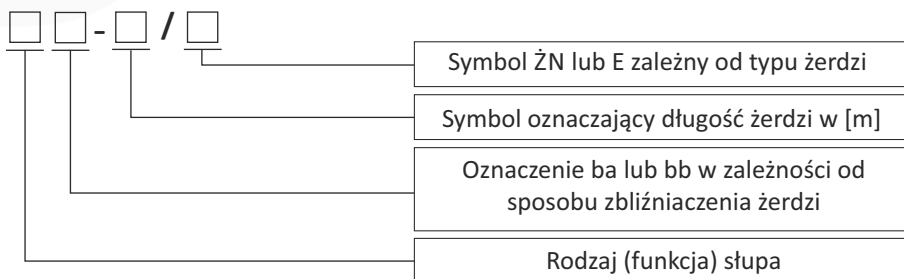 □ □ - □ / □
Symbol ŻN lub E zależny od typu żerdzi
Symbol oznaczający długość żerdzi w [m]
Oznaczenie ba lub bb w zależności od
sposobu zbliźniaczenia żerdzi
Rodzaj (funkcja) słupa